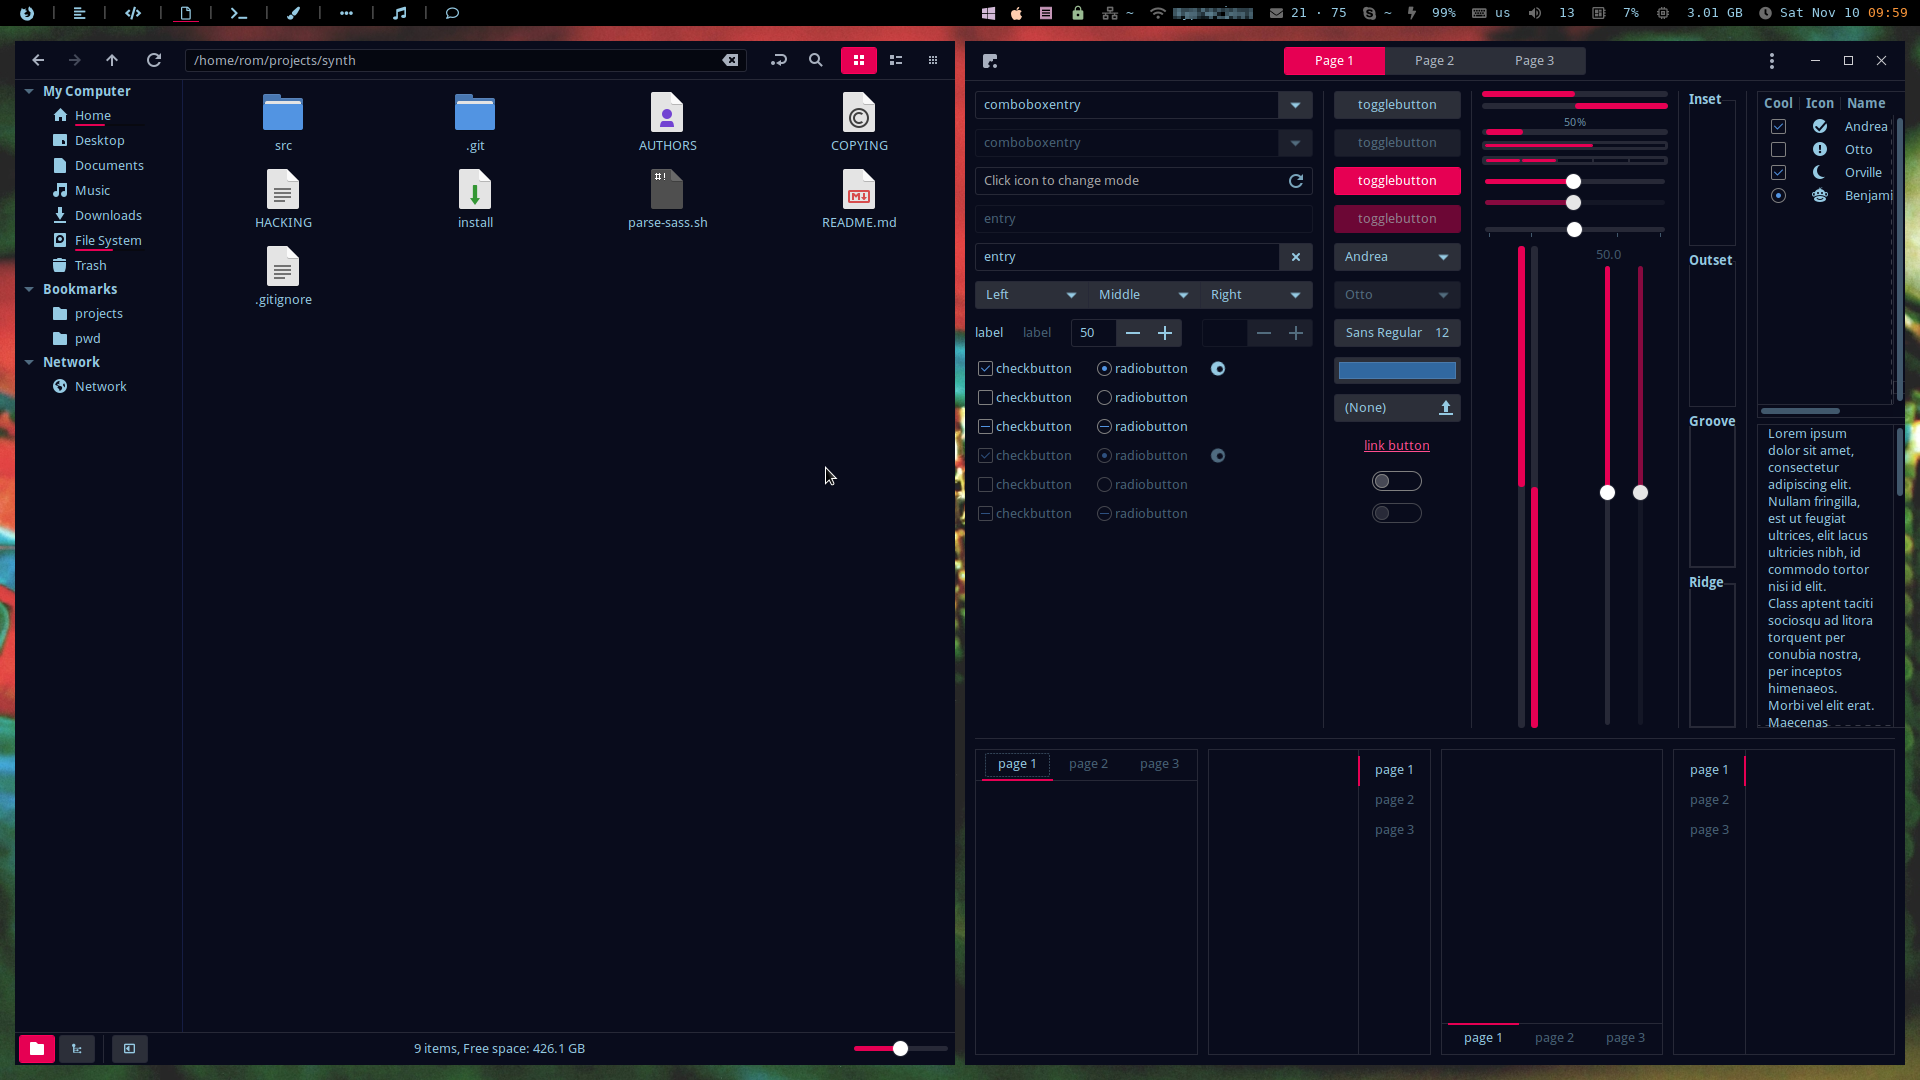 ~
21 · 75
~
99%
us
13
7%
3.01 GB
Sat Nov 10 09:59
/home/rom/projects/synth
My Computer
Home
Desktop
Documents
Music
Downloads
File System
Trash
Bookmarks
projects
pwd
Network
Network
src
.git
AUTHORS
COPYING
HACKING
install
#!
parse-sass.sh
README.md
.gitignore
9 items, Free space: 426.1 GB
Page 1
Page 2
Page 3
comboboxentry
comboboxentry
Click icon to change mode
entry
entry
Left
Middle
Right
label
label
50
checkbutton
radiobutton
checkbutton
radiobutton
checkbutton
radiobutton
checkbutton
radiobutton
checkbutton
radiobutton
checkbutton
radiobutton
togglebutton
togglebutton
togglebutton
togglebutton
Andrea
Otto
Sans Regular 12
(None)
link button
50%
50.0
Inset
Outset
Groove
Ridge
Cool
Icon
Name
Andrea
Otto
Orville
Benjami
Lorem ipsum
dolor sit amet,
consectetur
adipiscing elit.
Nullam fringilla,
est ut feugiat
ultrices, elit lacus
ultricies nibh, id
commodo tortor
nisi id elit.
Class aptent taciti
sociosqu ad litora
torquent per
conubia nostra,
per inceptos
himenaeos.
Morbi vel elit erat.
Maecenas
page 1
page 2
page 3
page 1
page 2
page 3
page 1
page 2
page 3
page 1
page 2
page 3